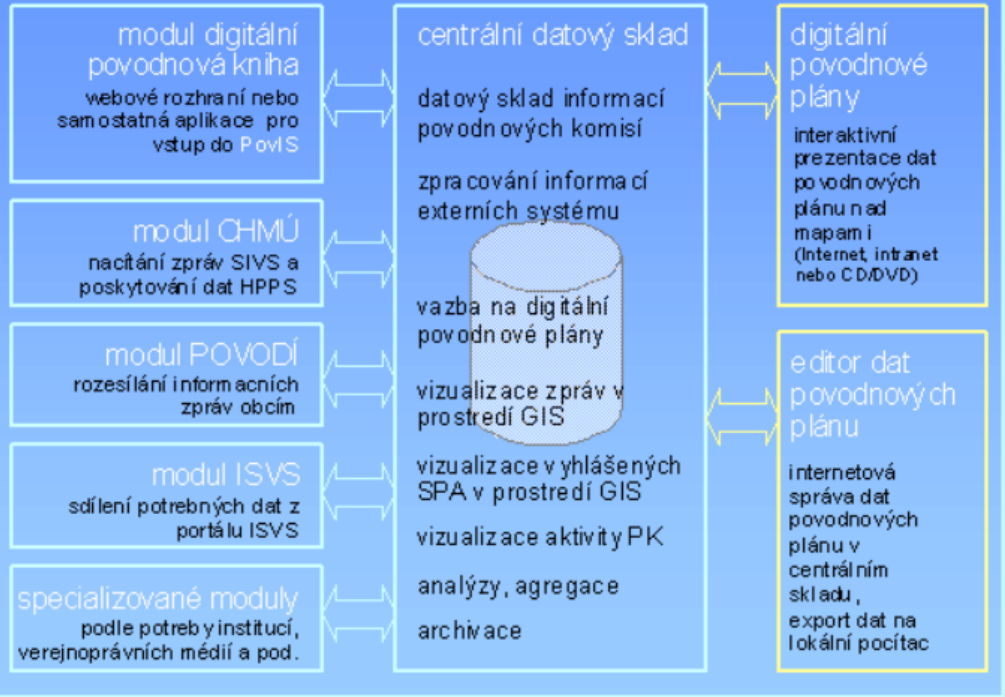 modul digitální
povodnová kniha
webové rozhraní nebo
samostatná aplikace pro
vstup do PovIS
modul CHMÚ
nacítání zpráv SIVS a
poskytování dat HPPS
modul POVODÍ
rozesílání informacních
zpráv obcím
modul ISVS
sdílení potrebných dat z
portálu ISVS
specializované moduly
podle potreby institucí,
verejnoprávních médií a pod.
centrální datový sklad
datový sklad informací
povodnových komisí
zpracování informací
externích systému
vazba na digitální
povodnové plány
vizualizace zpráv v
prostredí GIS
vizualizace vyhlášených
SPA v prostredí GIS
vizualizace aktivity PK
analýzy, agregace
archivace
digitální
povodnové
plány
interaktivní
prezentace dat
povodnových
plánu nad
mapami
(Internet, intranet
nebo CD/DVD)
editor dat
povodnových
plánu
internetová
správa dat
povodnových
plánu v
centrálním
skladu,
export dat na
lokální pocítac